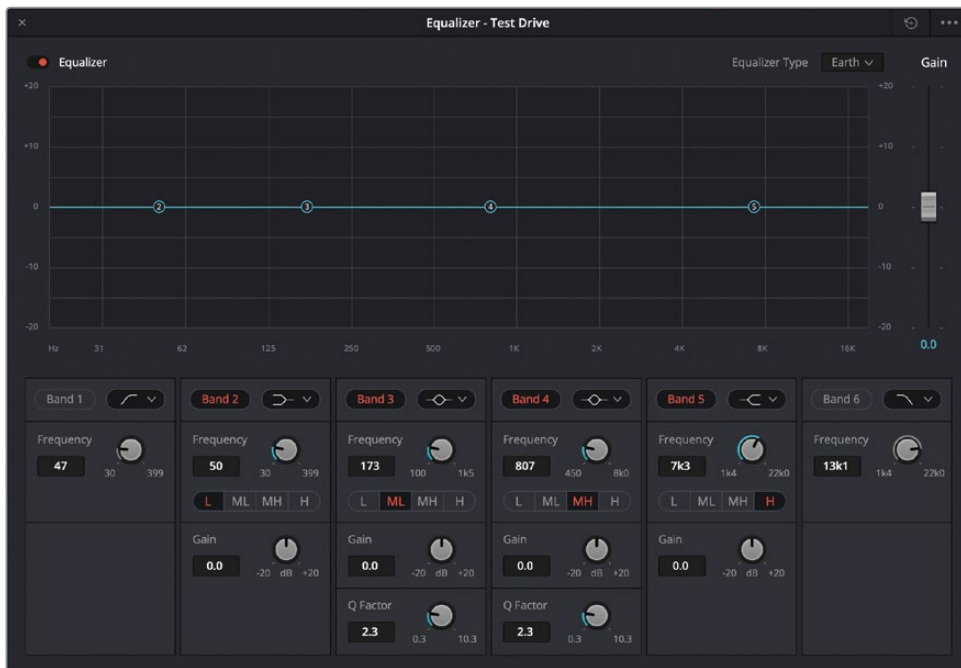 Equalizer - Test Drive
Equalizer
Equalizer Type Earth Gain
+20 +20
+10 +10
0 0
-10 -10
-20 -20
2 3 4 5
Hz 31 62 125 250 500 1K 2K 4K 8K 16K 0.0
Band 1 Band 2 Band 3 Band 4 Band 5 Band 6
Frequency Frequency Frequency Frequency Frequency Frequency
47 30 399 50 30 399 173 100 1k5 807 450 8k0 7k3 1k4 22k0 13k1 1k4 22k0
L ML MH H L ML MH H L ML MH H L ML MH H
Gain Gain Gain Gain
0.0 -20 dB +20 0.0 -20 dB +20 0.0 -20 dB +20 0.0 -20 dB +20
Q Factor Q Factor
2.3 0.3 10.3 2.3 0.3 10.3